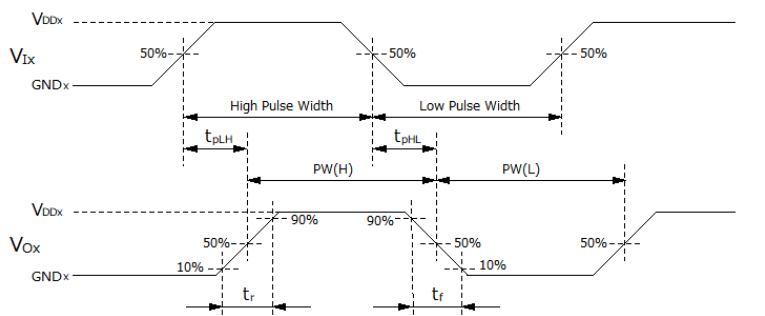 VDDx
50% 50% 50%
VIx
GNDx
High Pulse Width Low Pulse Width
tpLH tpHL
PW(H) PW(L)
VDDx
90% 90%
VOx
50% 50% 50%
10% 10%
GNDx
tr tf